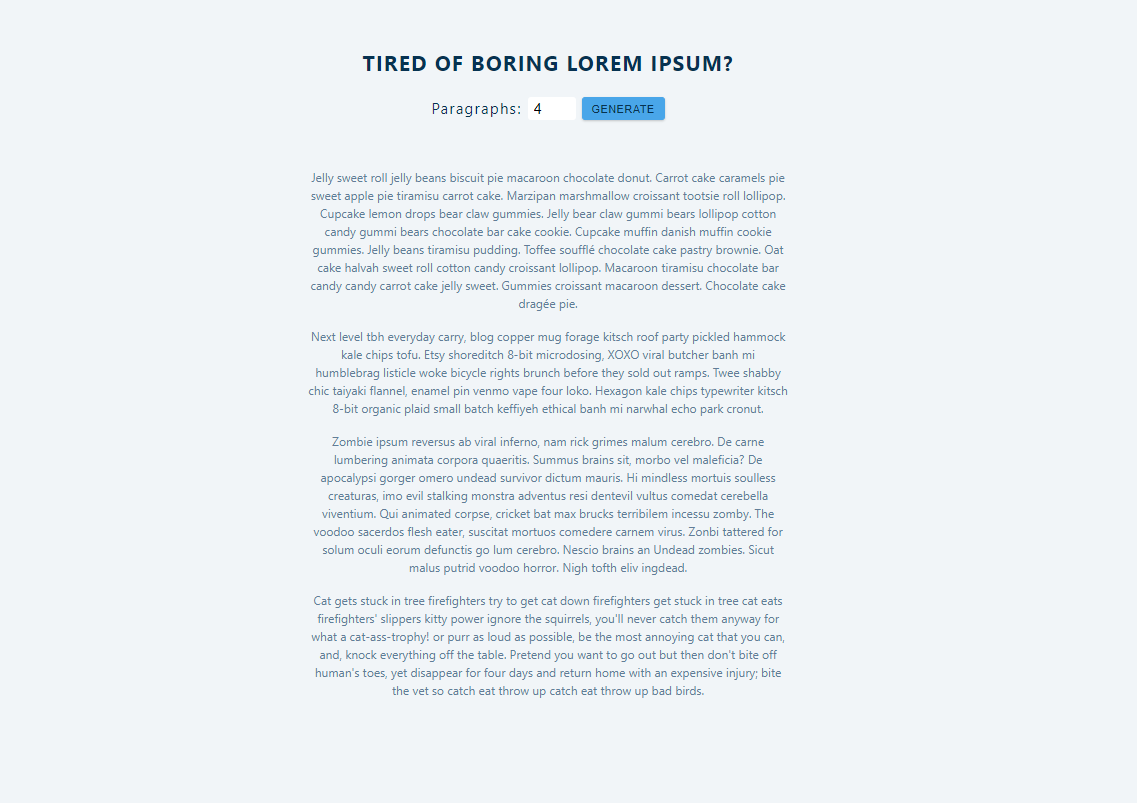 TIRED OF BORING LOREM IPSUM?
Paragraphs: 4 GENERATE
Jelly sweet roll jelly beans biscuit pie macaroon chocolate donut. Carrot cake caramels pie
sweet apple pie tiramisu carrot cake. Marzipan marshmallow croissant tootsie roll lollipop.
Cupcake lemon drops bear claw gummies. Jelly bear claw gummi bears lollipop cotton
candy gummi bears chocolate bar cake cookie. Cupcake muffin danish muffin cookie
gummies. Jelly beans tiramisu pudding. Toffee soufflé chocolate cake pastry brownie. Oat
cake halvah sweet roll cotton candy croissant lollipop. Macaroon tiramisu chocolate bar
candy candy carrot cake jelly sweet. Gummies croissant macaroon dessert. Chocolate cake
dragée pie.
Next level tbh everyday carry, blog copper mug forage kitsch roof party pickled hammock
kale chips tofu. Etsy shoreditch 8-bit microdosing, XOXO viral butcher banh mi
humblebrag listicle woke bicycle rights brunch before they sold out ramps. Twee shabby
chic taiyaki flannel, enamel pin venmo vape four loko. Hexagon kale chips typewriter kitsch
8-bit organic plaid small batch keffiyeh ethical banh mi narwhal echo park cronut.
Zombie ipsum reversus ab viral inferno, nam rick grimes malum cerebro. De carne
lumbering animata corpora quaeritis. Summus brains sit, morbo vel maleficia? De
apocalypsi gorger omero undead survivor dictum mauris. Hi mindless mortuis soulless
creaturas, imo evil stalking monstra adventus resi dentevil vultus comedat cerebella
viventium. Qui animated corpse, cricket bat max brucks terribilem incessu zomby. The
voodoo sacerdos flesh eater, suscitat mortuos comedere carnem virus. Zonbi tattered for
solum oculi eorum defunctis go lum cerebro. Nescio brains an Undead zombies. Sicut
malus putrid voodoo horror. Nigh tofth eliv ingdead.
Cat gets stuck in tree firefighters try to get cat down firefighters get stuck in tree cat eats
firefighters' slippers kitty power ignore the squirrels, you'll never catch them anyway for
what a cat-ass-trophy! or purr as loud as possible, be the most annoying cat that you can,
and, knock everything off the table. Pretend you want to go out but then don't bite off
human's toes, yet disappear for four days and return home with an expensive injury; bite
the vet so catch eat throw up catch eat throw up bad birds.